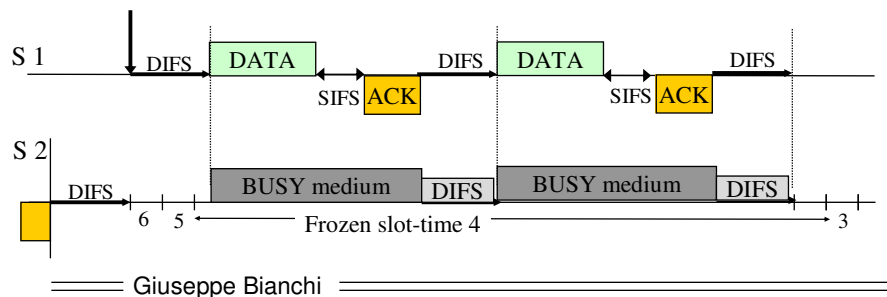 S 1
DIFS
DATA
SIFS
ACK
DIFS
DATA
SIFS
ACK
DIFS
S 2
DIFS
6
5
BUSY medium
DIFS
BUSY medium
DIFS
Frozen slot-time 4
3
Giuseppe Bianchi